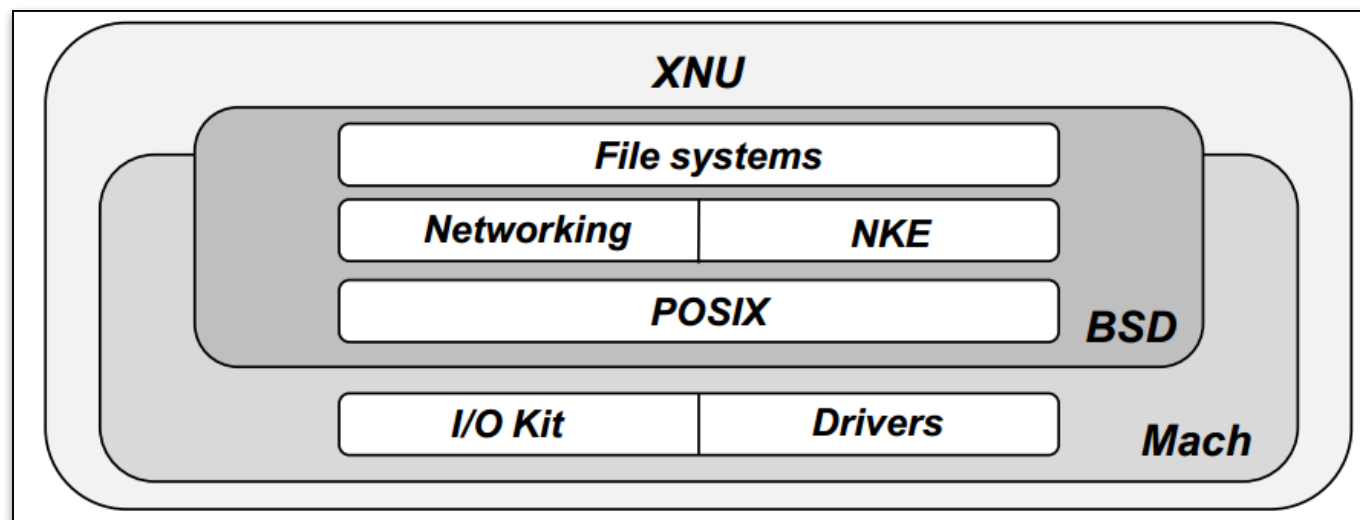 XNU
File systems
Networking NKE
POSIX
BSD
I/O Kit Drivers
Mach